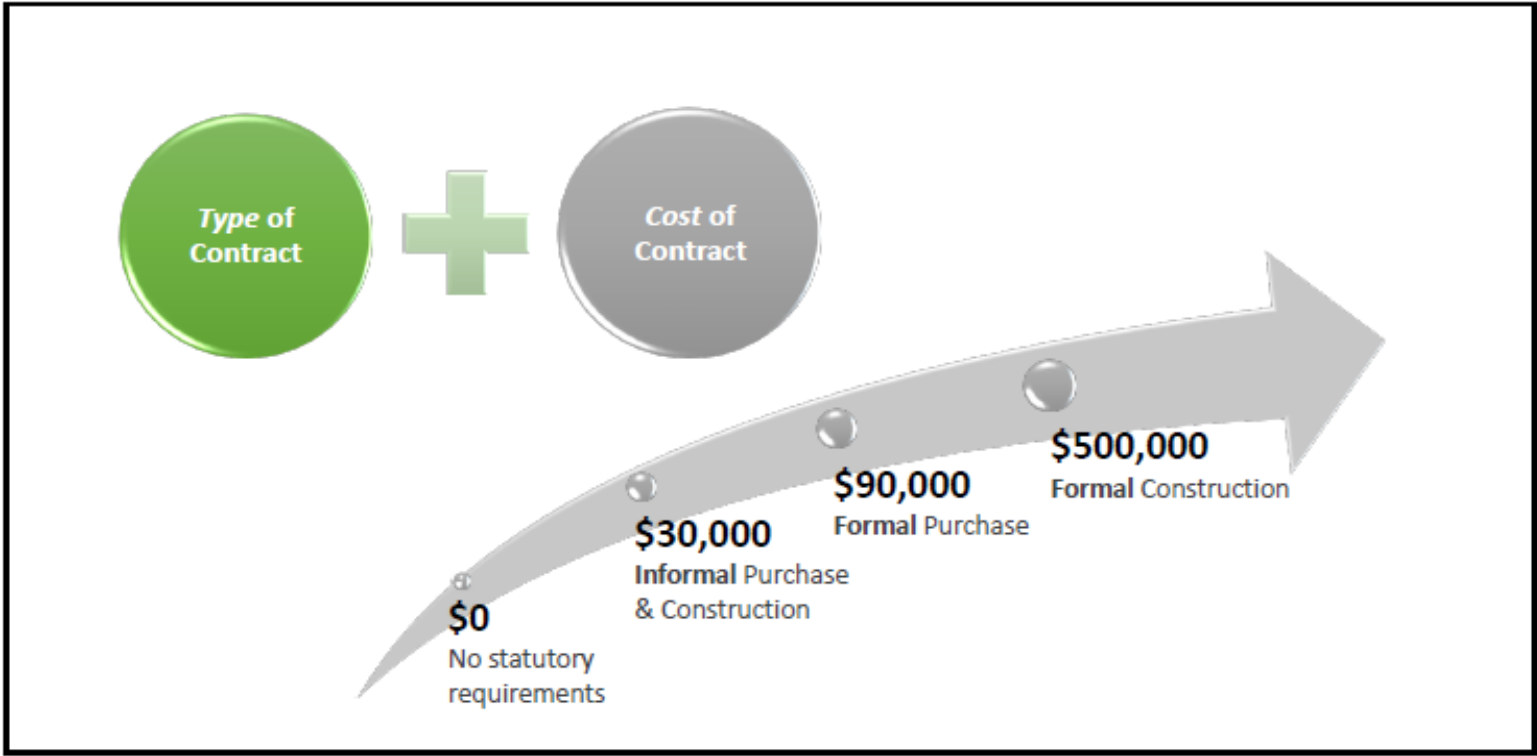 Type of
Contract
Cost of
Contract
$500,000
Formal Construction
$90,000
Formal Purchase
$30,000
Informal Purchase
& Construction
$0
No statutory
requirements